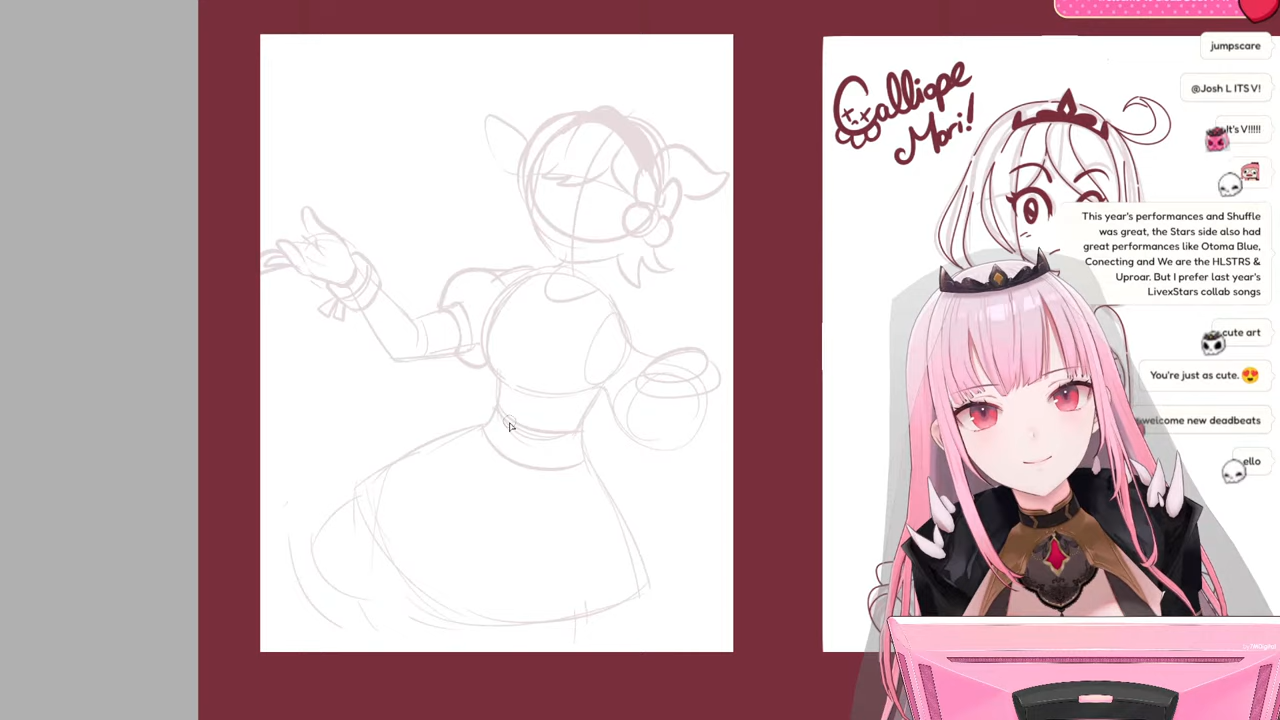 Calliope
Mori!
jumpscare
@Josh L ITS V!
It's V!!!!!
This year's performances and Shuffle
was great, the Stars side also had
great performances like Otoma Blue,
Conecting and We are the HLSTRS &
Uproar. But I prefer last year's
LivexStars collab songs
cute art
You're just as cute. 😍
welcome new deadbeats
ello